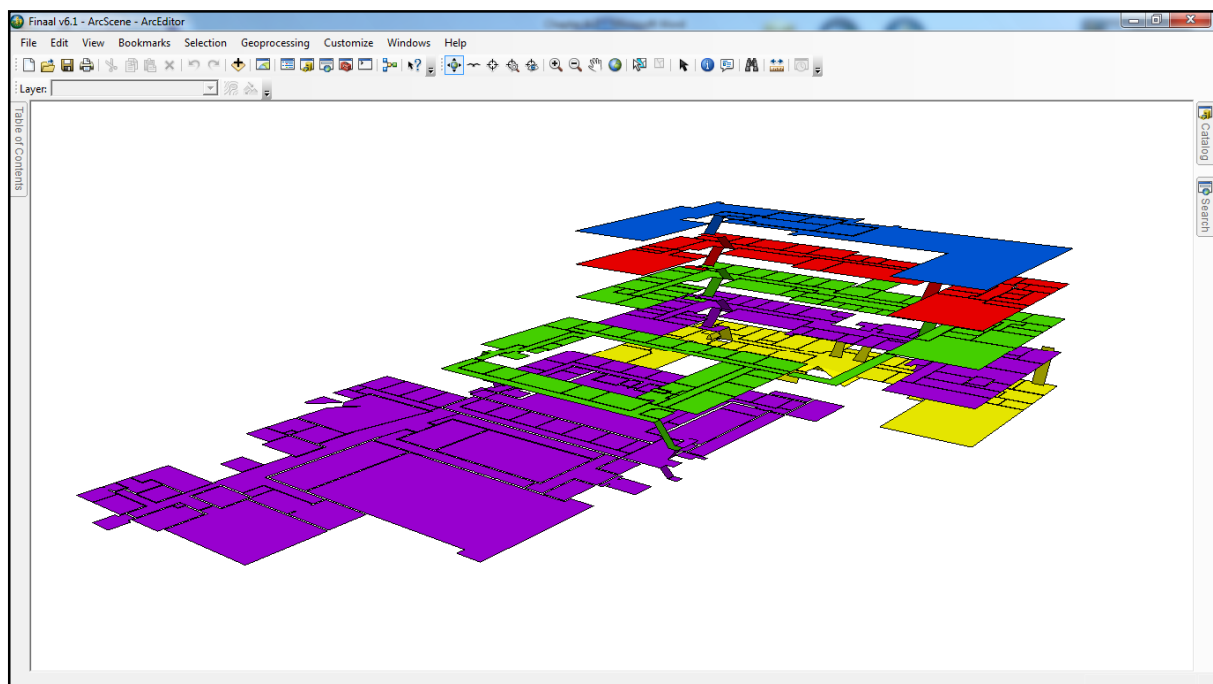 Finaal v6.1 - ArcScene - ArcEditor
File Edit View Bookmarks Selection Geoprocessing Customize Windows Help
Layer:
Table of Contents
Catalog
Search